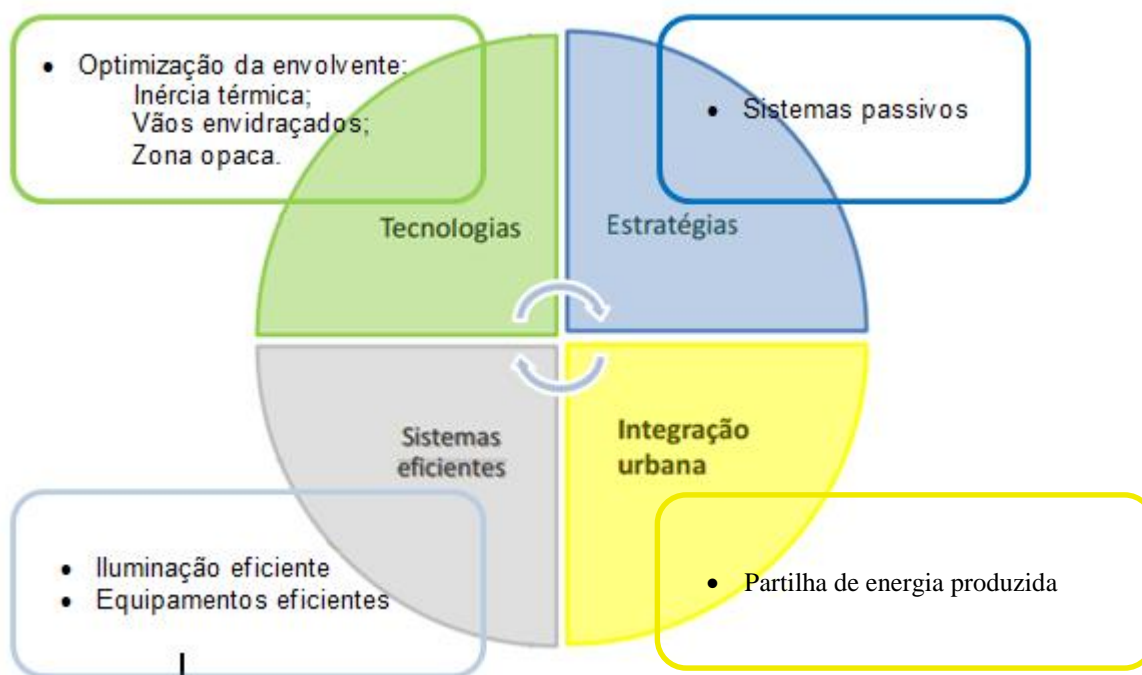 • Optimização da envolvente:
Inércia térmica;
Vãos envidraçados;
Zona opaca.
• Sistemas passivos
Tecnologias
Estratégias
Sistemas
eficientes
Integração
urbana
• Iluminação eficiente
• Equipamentos eficientes
• Partilha de energia produzida